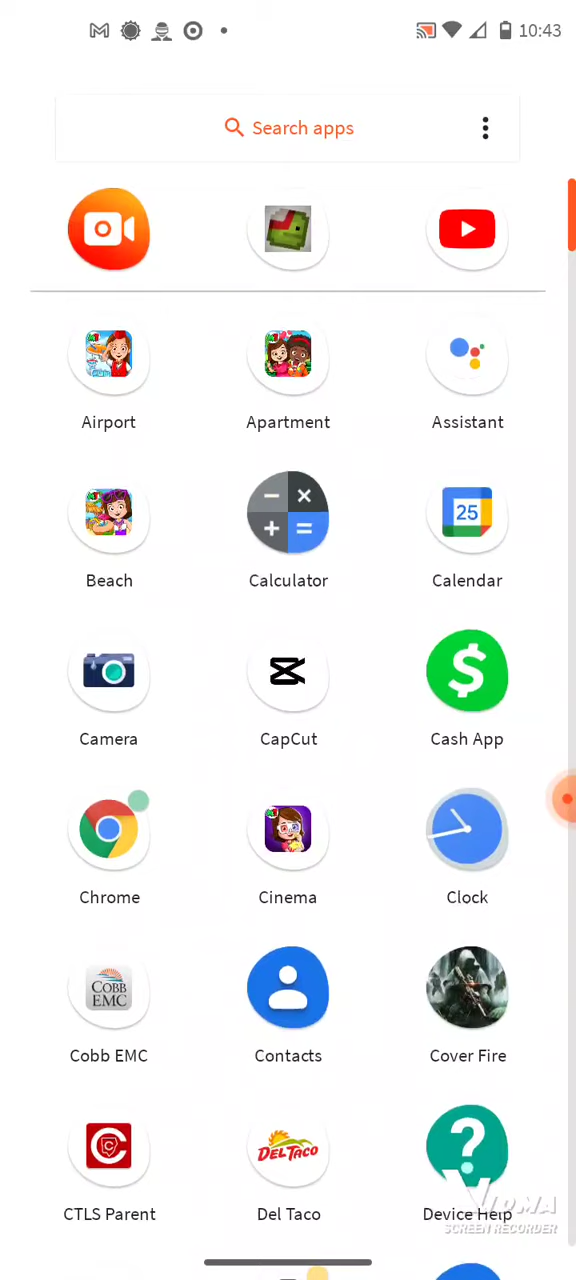 10:43
Search apps
Airport Apartment Assistant
25
Beach Calculator Calendar
Camera CapCut Cash App
Chrome Cinema Clock
COBB
EMC
Cobb EMC Contacts Cover Fire
DEL TACO
CTLS Parent Del Taco Device Help
VIDMA
SCREEN RECORDER